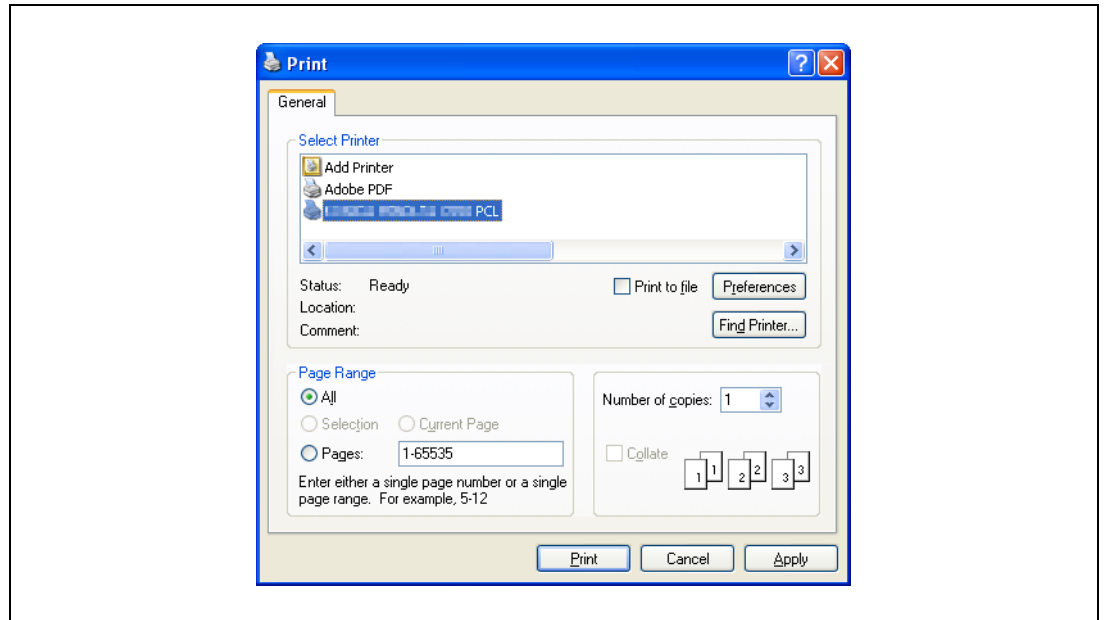 Print
General
Select Printer
Add Printer
Adobe PDF
PCL
Status: Ready
Print to file
Preferences
Location:
Find Printer...
Comment:
Page Range
All
Selection
Current Page
Pages: 1-65535
Enter either a single page number or a single
page range. For example, 5-12
Number of copies: 1
Collate
1 1 2 2 3 3
Print
Cancel
Apply